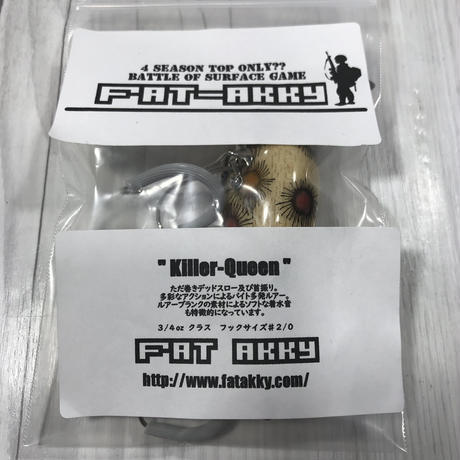 4 SEASON TOP ONLY??
BATTLE OF SURFACE GAME
FAT-AKKY
"Killer-Queen"
ただ巻きデッドスロー及び首振り。
多彩なアクションによるバイト多発ルアー。
ルアーブランクの素材によるソフトな着水音
も特徴的になっています。
3/4oz クラス フックサイズ#2/0
FAT AKKY
http://www.fatakky.com/